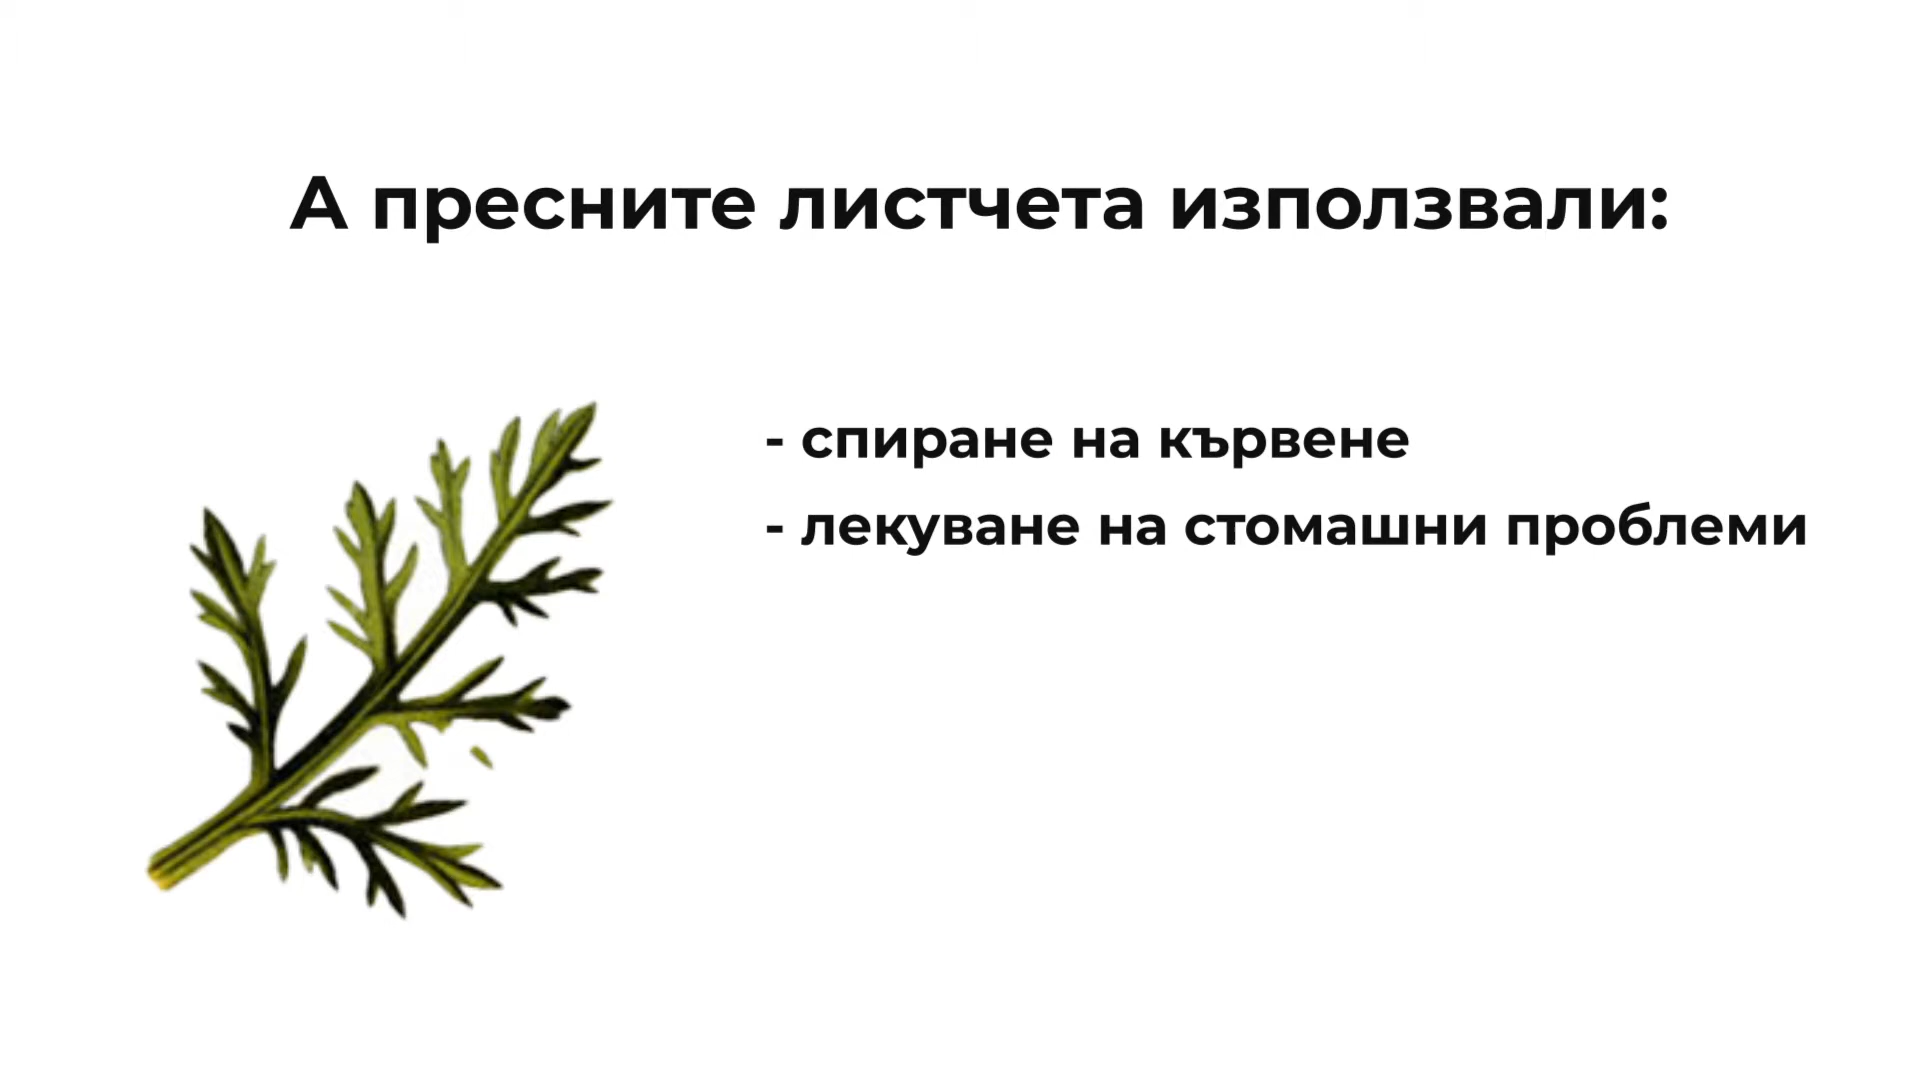 А пресните листчета използвали:
- спиране на кървене
- лекуване на стомашни проблеми